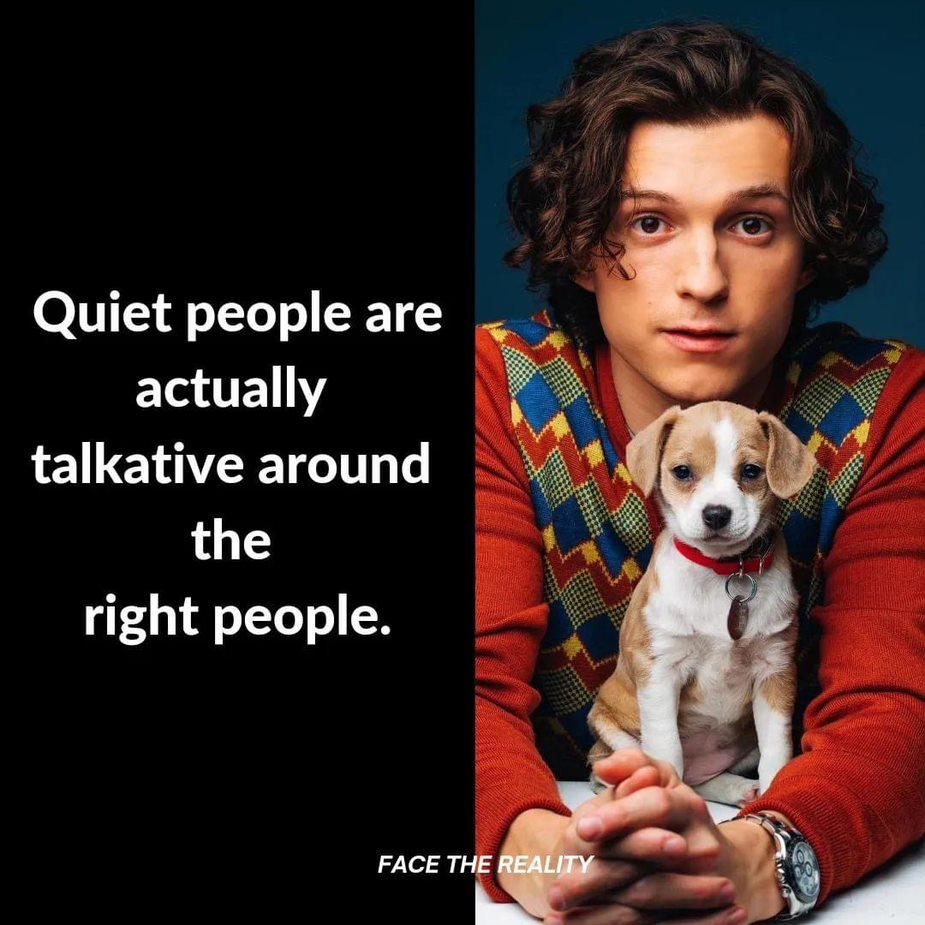 Quiet people are
actually
talkative around
the
right people.
FACE THE REALITY